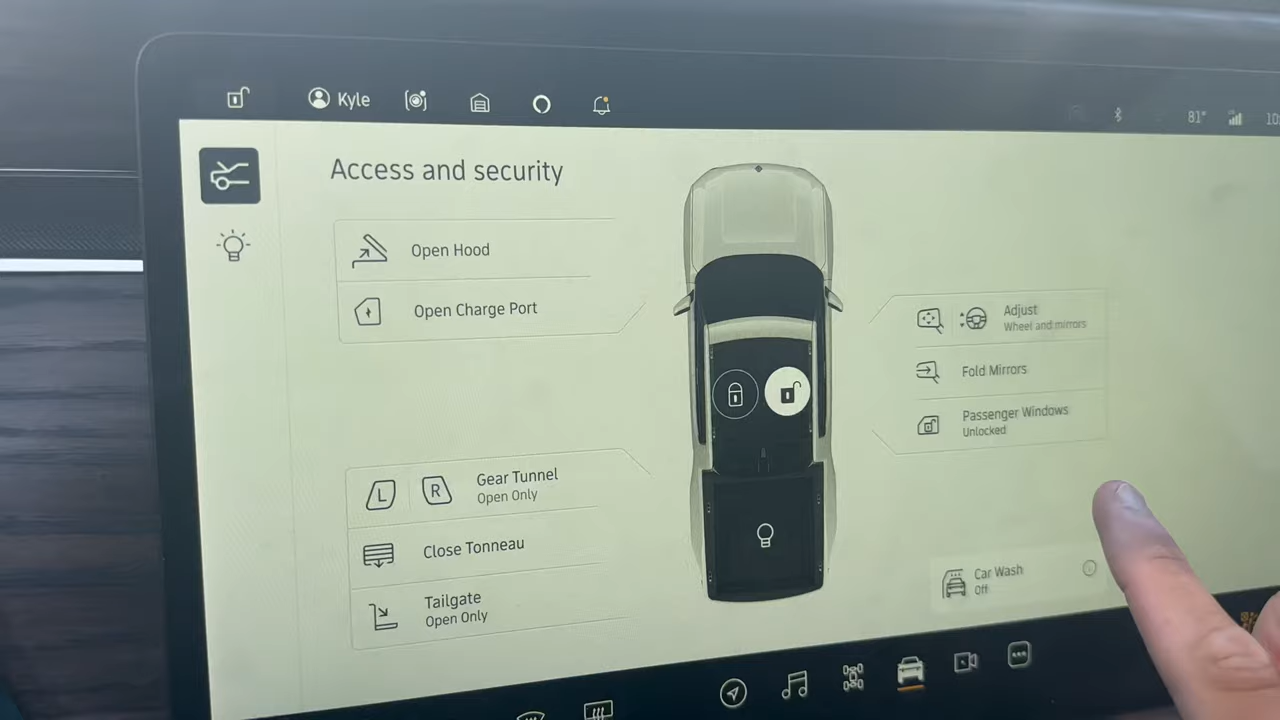 Kyle
81°
10:
Access and security
Open Hood
Open Charge Port
Adjust
Wheel and mirrors
Fold Mirrors
Passenger Windows
Unlocked
L R Gear Tunnel
Open Only
Close Tonneau
Tailgate
Open Only
Car Wash
Off